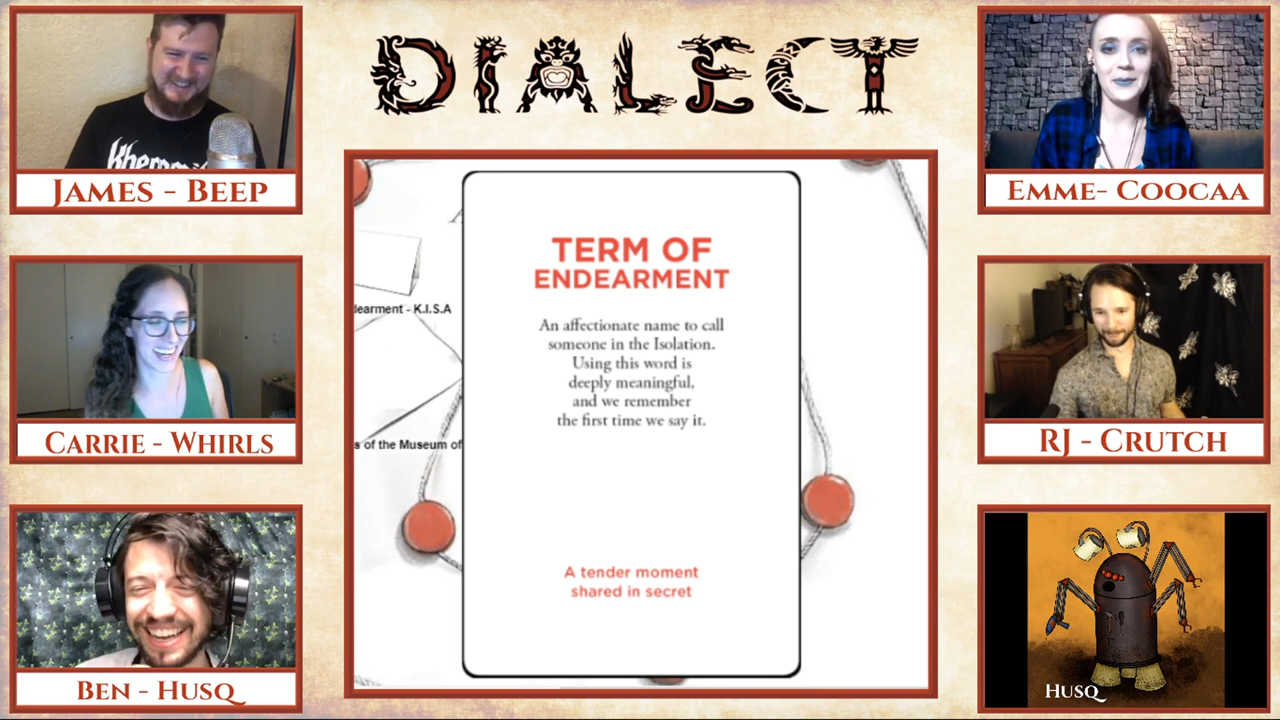 DIALECT
JAMES - BEEP
EMME- COOCAA
CARRIE - WHIRLS
RJ - CRUTCH
BEN - HUSQ
HUSQ
learment - K.I.S.A
s of the Museum of
TERM OF
ENDEARMENT
An affectionate name to call
someone in the Isolation.
Using this word is
deeply meaningful,
and we remember
the first time we say it.
A tender moment
shared in secret